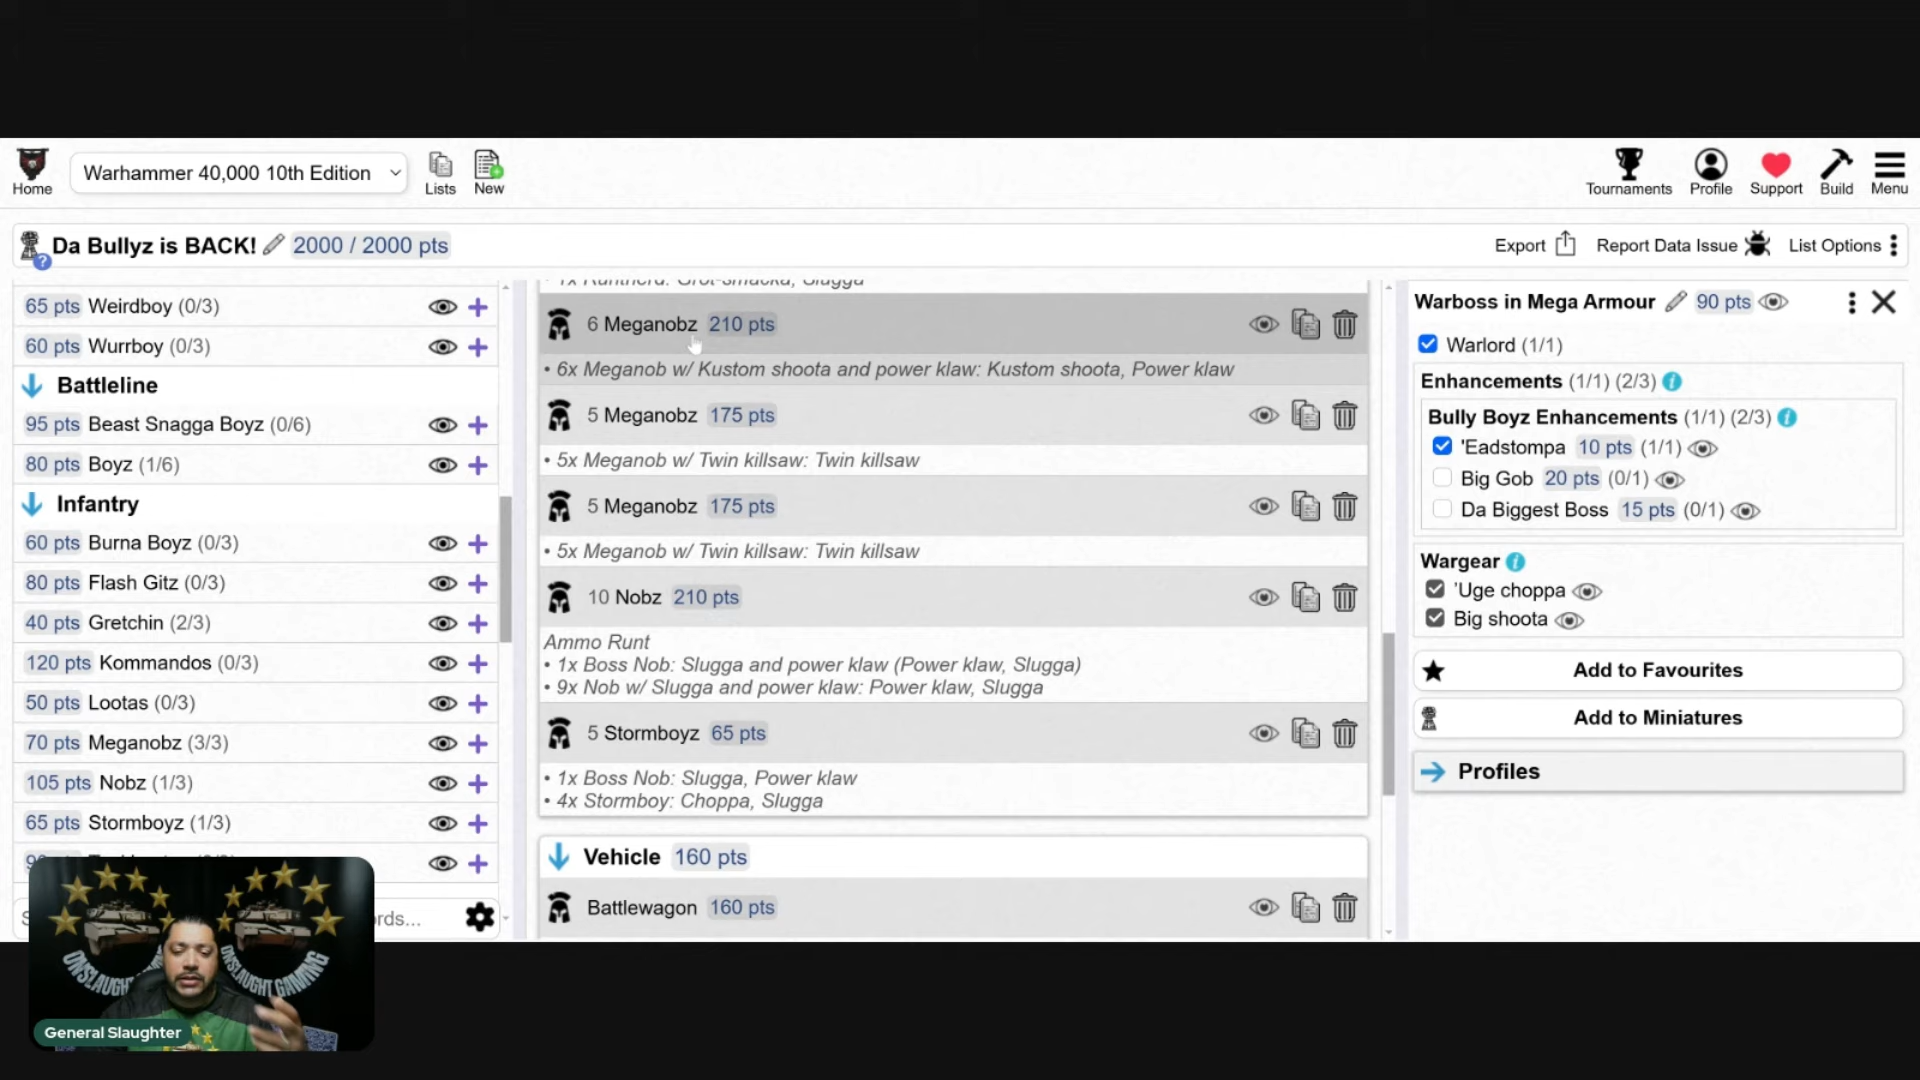 Home
Warhammer 40,000 10th Edition
Lists
New
Tournaments
Profile
Support
Build
Menu
Da Bullyz is BACK! 2000 / 2000 pts
Export
Report Data Issue
List Options
65 pts Weirdboy (0/3)
60 pts Wurrboy (0/3)
Battleline
95 pts Beast Snagga Boyz (0/6)
80 pts Boyz (1/6)
Infantry
60 pts Burna Boyz (0/3)
80 pts Flash Gitz (0/3)
40 pts Gretchin (2/3)
120 pts Kommandos (0/3)
50 pts Lootas (0/3)
70 pts Meganobz (3/3)
105 pts Nobz (1/3)
65 pts Stormboyz (1/3)
• 1x Runtherd: Grot-smacka, Slugga
6 Meganobz 210 pts
• 6x Meganob w/ Kustom shoota and power klaw: Kustom shoota, Power klaw
5 Meganobz 175 pts
• 5x Meganob w/ Twin killsaw: Twin killsaw
5 Meganobz 175 pts
• 5x Meganob w/ Twin killsaw: Twin killsaw
10 Nobz 210 pts
Ammo Runt
• 1x Boss Nob: Slugga and power klaw (Power klaw, Slugga)
• 9x Nob w/ Slugga and power klaw: Power klaw, Slugga
5 Stormboyz 65 pts
• 1x Boss Nob: Slugga, Power klaw
• 4x Stormboy: Choppa, Slugga
Vehicle 160 pts
Battlewagon 160 pts
Warboss in Mega Armour 90 pts
Warlord (1/1)
Enhancements (1/1) (2/3)
Bully Boyz Enhancements (1/1) (2/3)
'Eadstompa 10 pts (1/1)
Big Gob 20 pts (0/1)
Da Biggest Boss 15 pts (0/1)
Wargear
'Uge choppa
Big shoota
Add to Favourites
Add to Miniatures
Profiles
ONSLAUGHT GAMING
ONSLAUGHT GAMING
General Slaughter